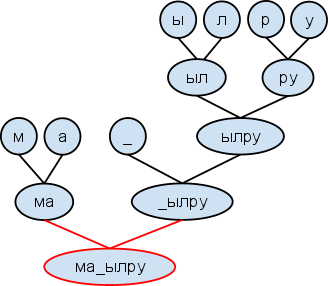 ы л р у
ыл ру
м а _ ылру
ма _ылру
ма_ылру